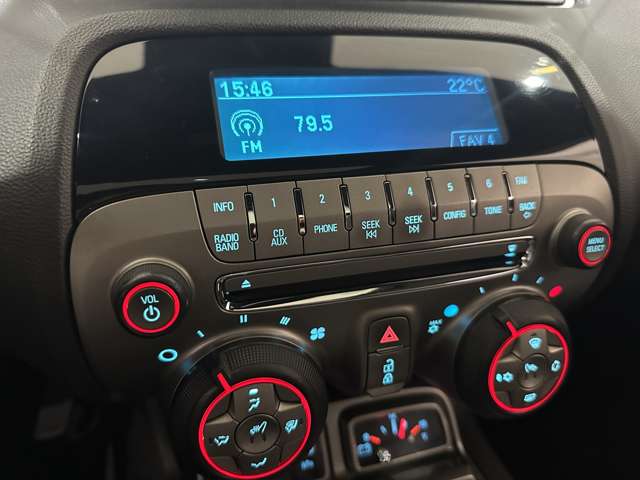 15:46 22°C
79.5
FM FAV 4
INFO 1 2 3 4 5 6 FAV
RADIO BAND CD AUX PHONE SEEK SEEK CONFIG TONE BACK
VOL
MENU SELECT
MAX